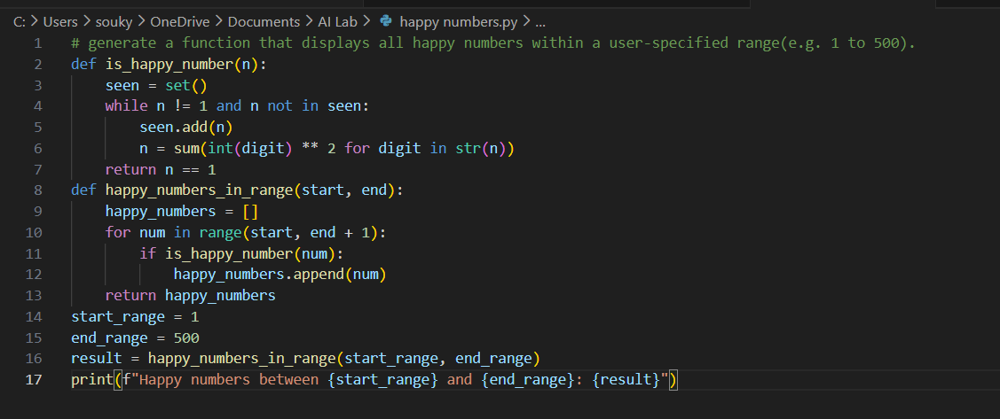 C: > Users > souky > OneDrive > Documents > AI Lab > happy numbers.py > ...
1 # generate a function that displays all happy numbers within a user-specified range(e.g. 1 to 500).
2 def is_happy_number(n):
3     seen = set()
4     while n != 1 and n not in seen:
5         seen.add(n)
6         n = sum(int(digit) ** 2 for digit in str(n))
7     return n == 1
8 def happy_numbers_in_range(start, end):
9     happy_numbers = []
10     for num in range(start, end + 1):
11         if is_happy_number(num):
12             happy_numbers.append(num)
13     return happy_numbers
14 start_range = 1
15 end_range = 500
16 result = happy_numbers_in_range(start_range, end_range)
17 print(f"Happy numbers between {start_range} and {end_range}: {result}")